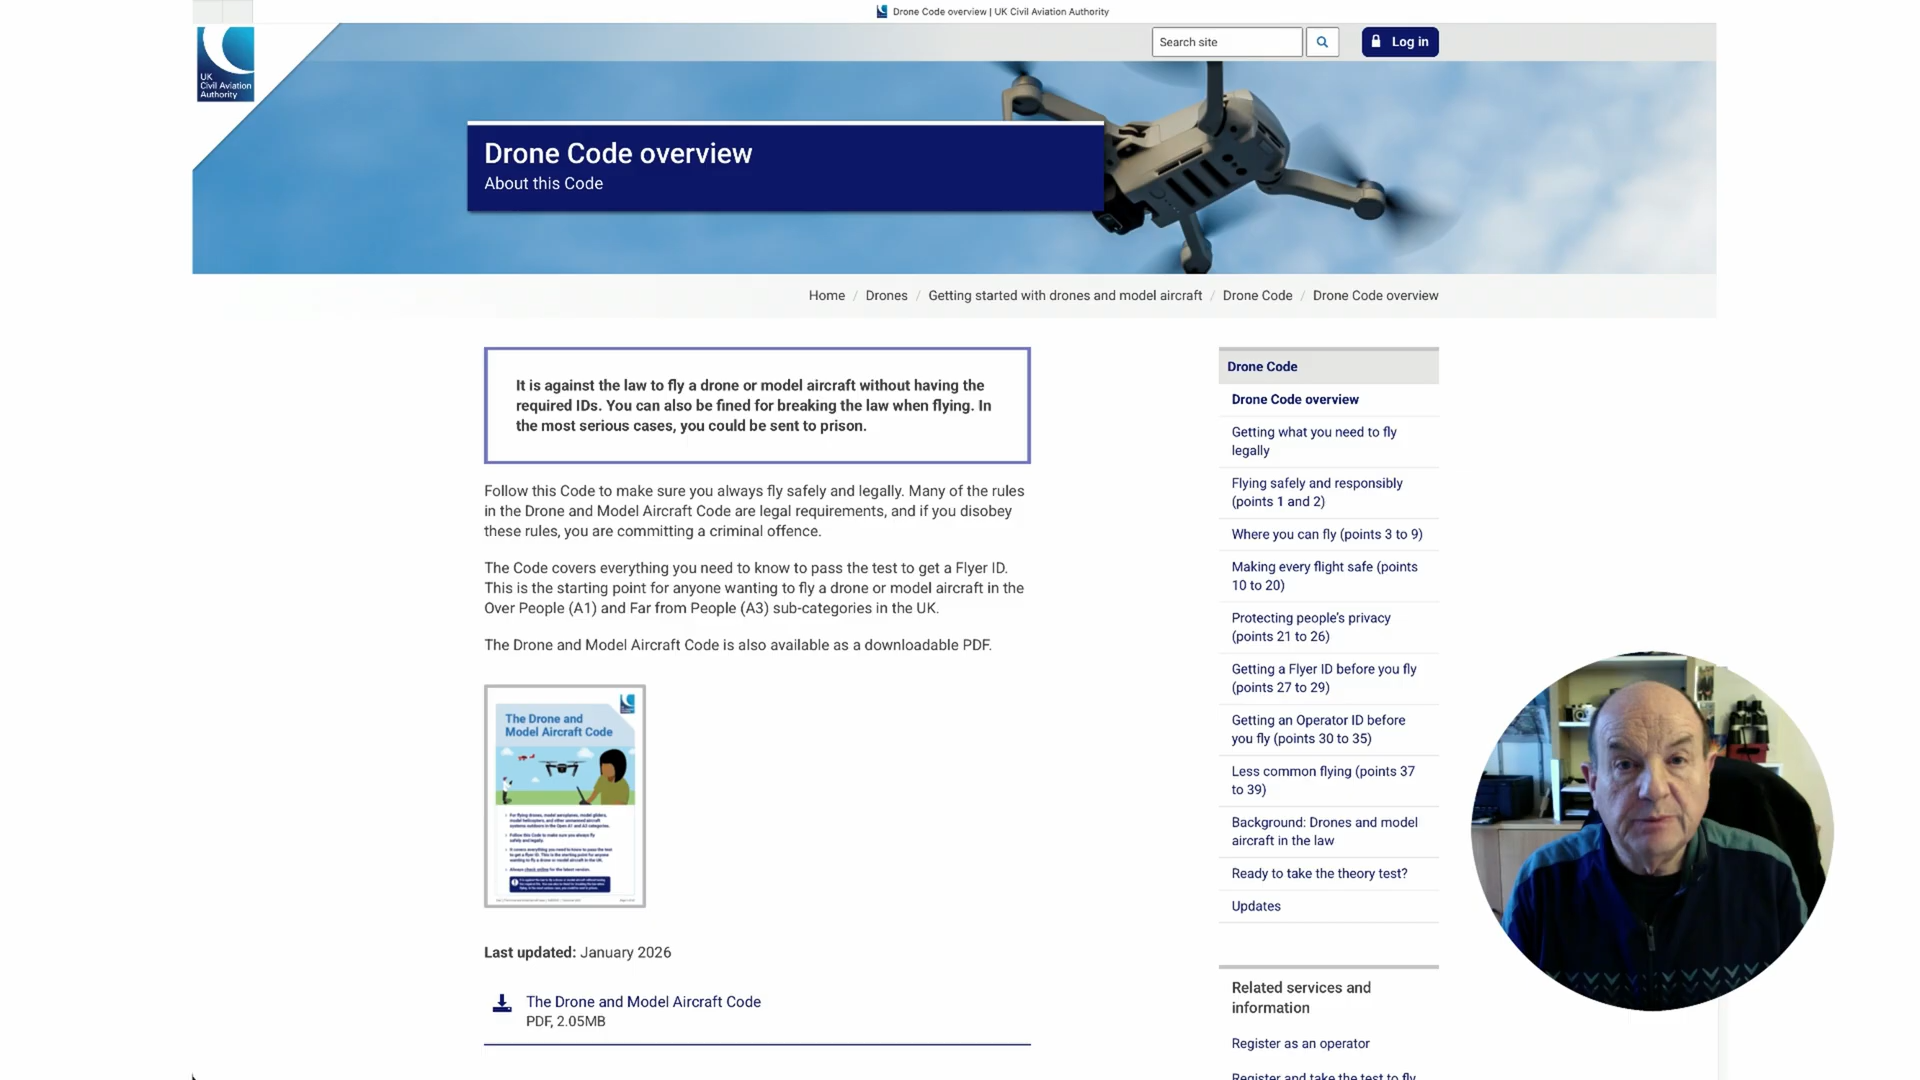 Drone Code overview | UK Civil Aviation Authority
UK
Civil Aviation
Authority
Search site
Log in
Drone Code overview
About this Code
Home / Drones / Getting started with drones and model aircraft / Drone Code / Drone Code overview
It is against the law to fly a drone or model aircraft without having the
required IDs. You can also be fined for breaking the law when flying. In
the most serious cases, you could be sent to prison.
Follow this Code to make sure you always fly safely and legally. Many of the rules
in the Drone and Model Aircraft Code are legal requirements, and if you disobey
these rules, you are committing a criminal offence.
The Code covers everything you need to know to pass the test to get a Flyer ID.
This is the starting point for anyone wanting to fly a drone or model aircraft in the
Over People (A1) and Far from People (A3) sub-categories in the UK.
The Drone and Model Aircraft Code is also available as a downloadable PDF.
The Drone and
Model Aircraft Code
Last updated: January 2026
The Drone and Model Aircraft Code
PDF, 2.05MB
Drone Code
Drone Code overview
Getting what you need to fly
legally
Flying safely and responsibly
(points 1 and 2)
Where you can fly (points 3 to 9)
Making every flight safe (points
10 to 20)
Protecting people's privacy
(points 21 to 26)
Getting a Flyer ID before you fly
(points 27 to 29)
Getting an Operator ID before
you fly (points 30 to 35)
Less common flying (points 37
to 39)
Background: Drones and model
aircraft in the law
Ready to take the theory test?
Updates
Related services and
information
Register as an operator
Register and take the test to fly